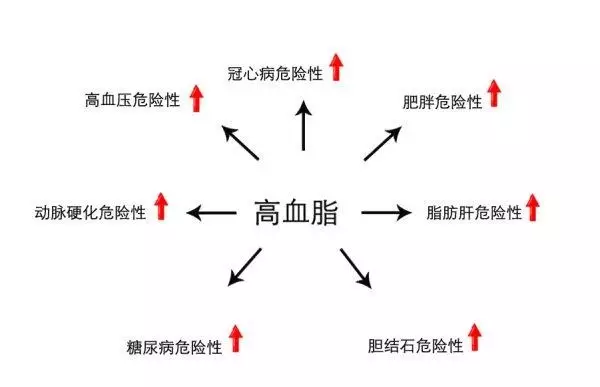 冠心病危险性
高血压危险性
肥胖危险性
动脉硬化危险性
高血脂
脂肪肝危险性
糖尿病危险性
胆结石危险性